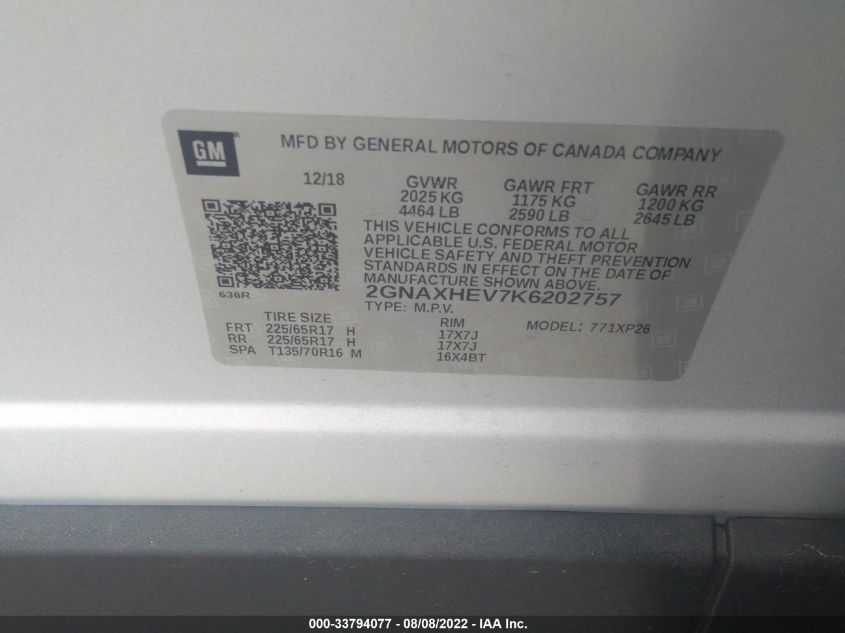 GM
MFD BY GENERAL MOTORS OF CANADA COMPANY
12/18
GVWR
2025 KG
4464 LB
GAWR FRT
1175 KG
2590 LB
GAWR RR
1200 KG
2645 LB
THIS VEHICLE CONFORMS TO ALL
APPLICABLE U.S. FEDERAL MOTOR
VEHICLE SAFETY AND THEFT PREVENTION
STANDARDS IN EFFECT ON THE DATE OF
MANUFACTURE SHOWN ABOVE.
636R
2GNAXHEV7K6202757
TYPE: M.P.V.
TIRE SIZE RIM MODEL: 771XP26
FRT 225/65R17 H 17X7J
RR 225/65R17 H 17X7J
SPA T135/70R16 M 16X4BT
000-33794077 - 08/08/2022 - IAA Inc.